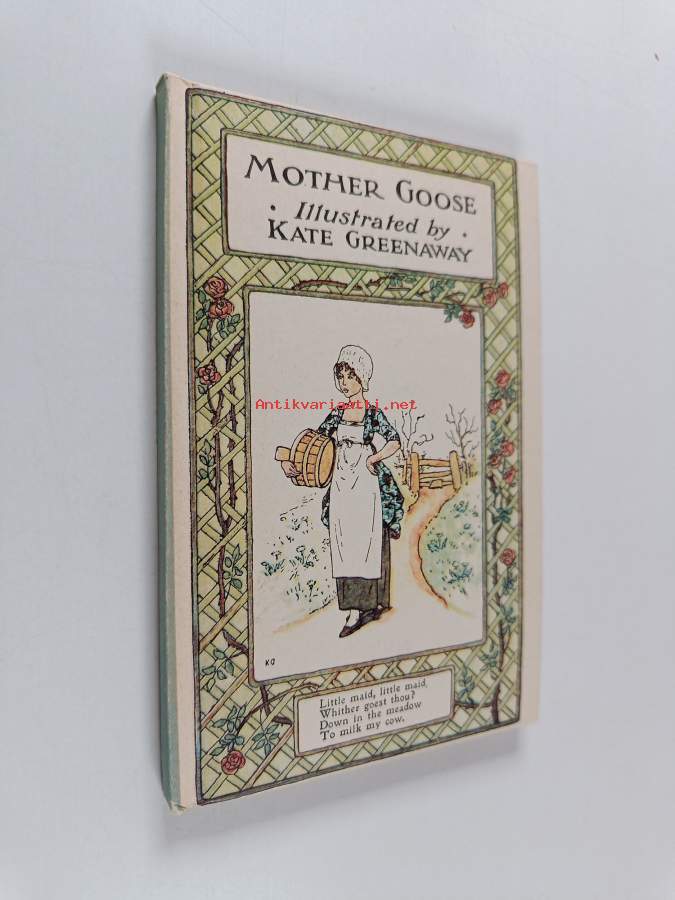 MOTHER GOOSE
· Illustrated by ·
KATE GREENAWAY
Antikvariaatti.net
KG
Little maid, little maid,
Whither goest thou?
Down in the meadow
To milk my cow.